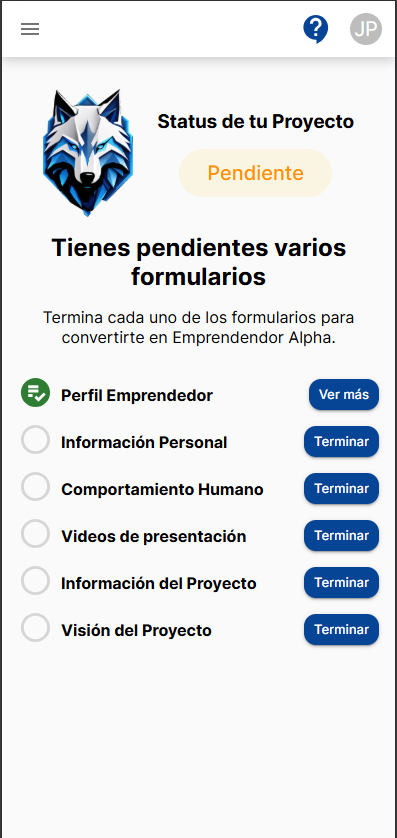 JP
Status de tu Proyecto
Pendiente
Tienes pendientes varios
formularios
Termina cada uno de los formularios para
convertirte en Emprendendor Alpha.
Perfil Emprendedor
Ver más
Información Personal
Terminar
Comportamiento Humano
Terminar
Videos de presentación
Terminar
Información del Proyecto
Terminar
Visión del Proyecto
Terminar